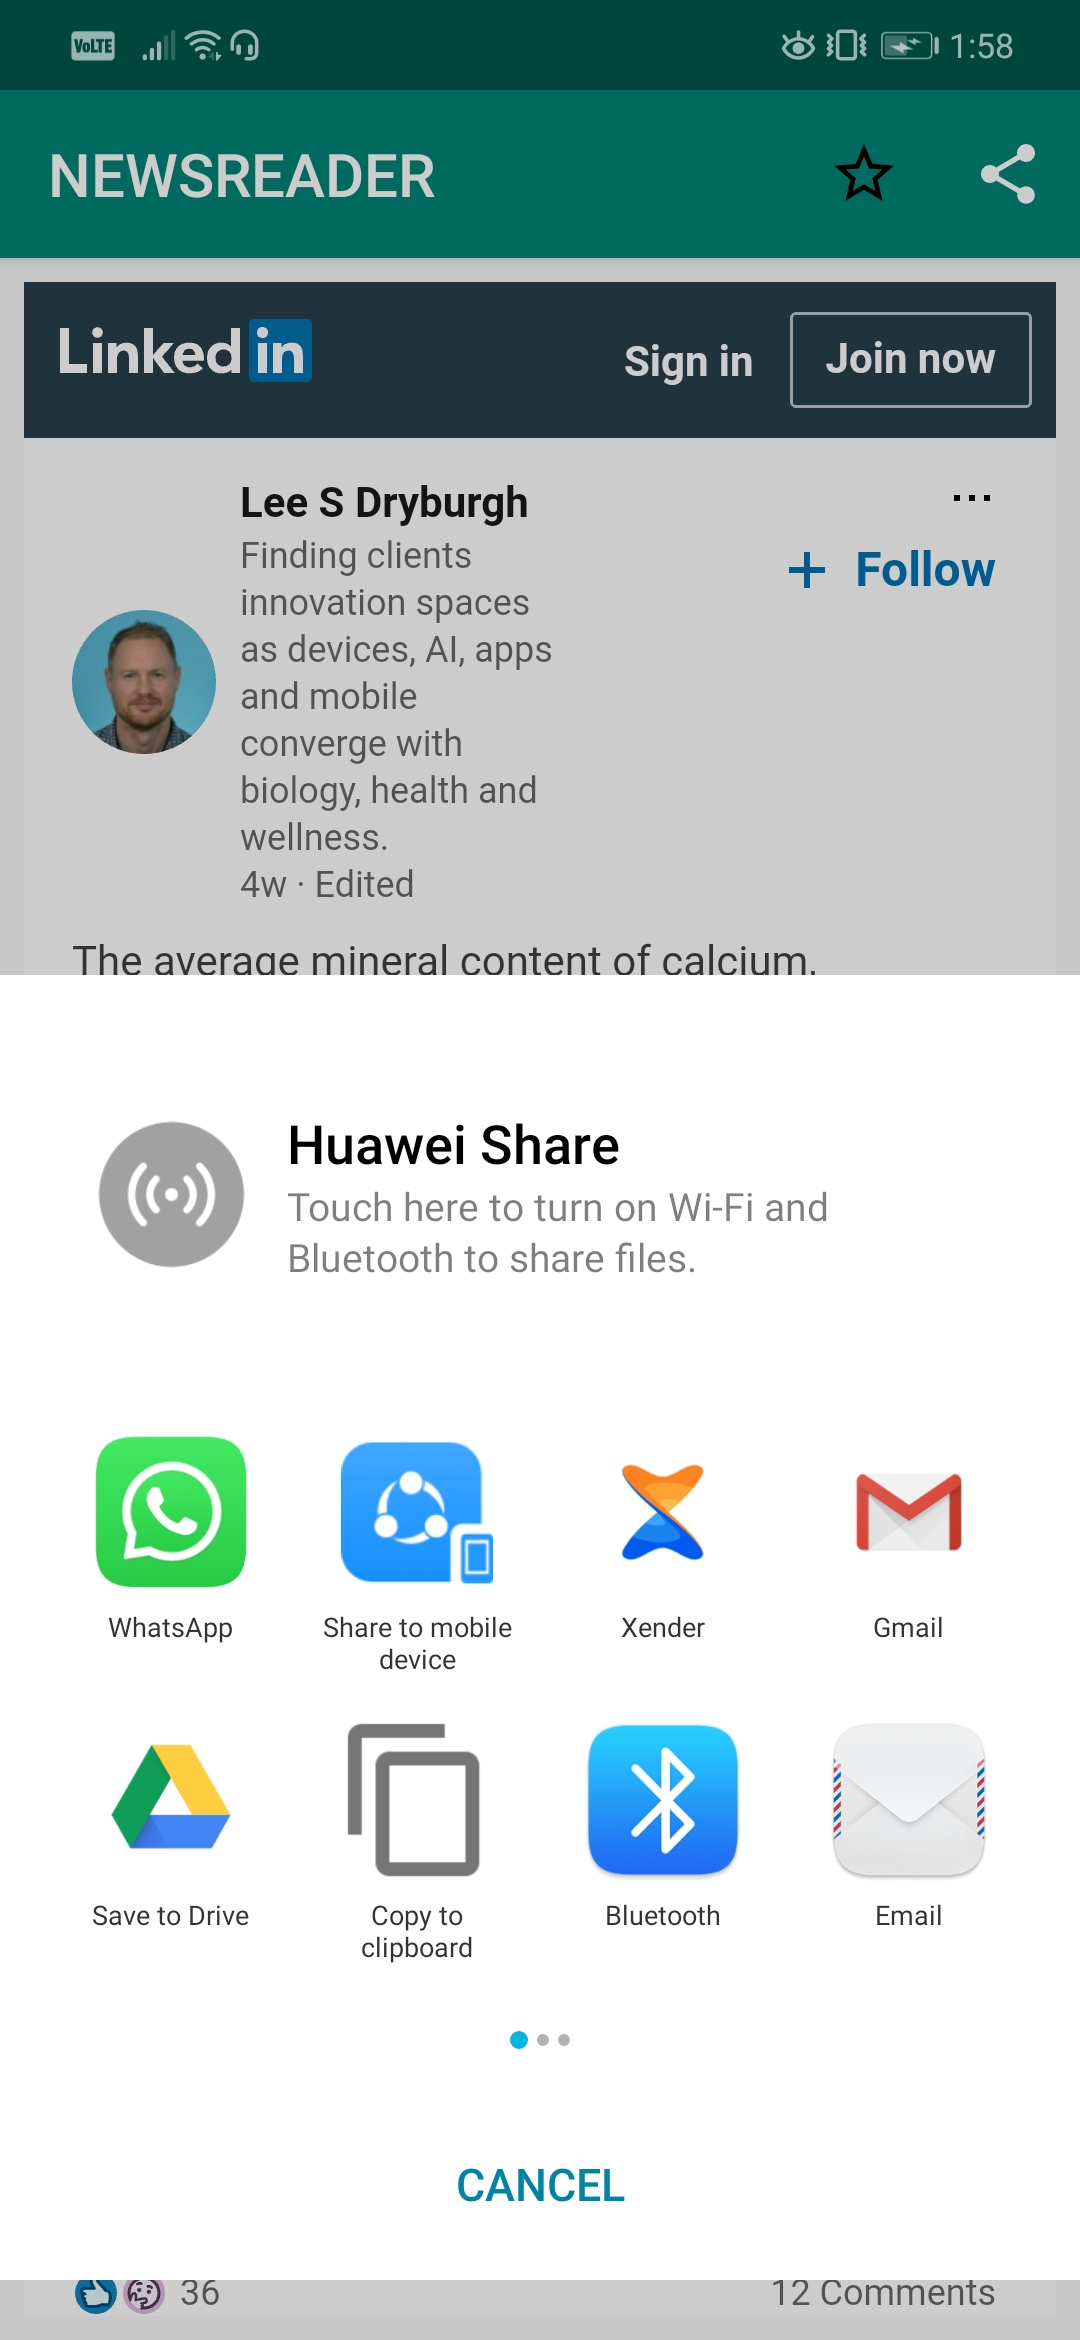 VoLTE
1:58
NEWSREADER
Linked in
Sign in
Join now
Lee S Dryburgh
Finding clients
innovation spaces
as devices, AI, apps
and mobile
converge with
biology, health and
wellness.
4w · Edited
+ Follow
The average mineral content of calcium,
Huawei Share
Touch here to turn on Wi-Fi and
Bluetooth to share files.
WhatsApp
Share to mobile
device
Xender
Gmail
Save to Drive
Copy to
clipboard
Bluetooth
Email
CANCEL
36
12 Comments